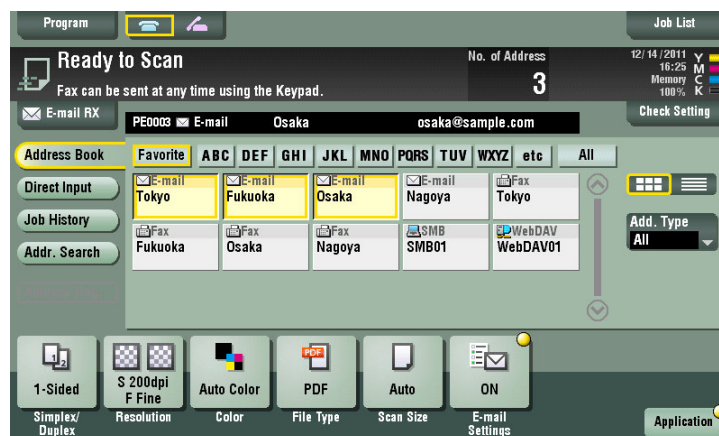 Program
Job List
Ready to Scan
No. of Address
3
Fax can be sent at any time using the Keypad.
12/14/2011
16:25
Memory
100%
Y
M
C
K
E-mail RX
PE0003 E-mail Osaka osaka@sample.com
Check Setting
Address Book
Favorite ABC DEF GHI JKL MNO PQRS TUV WXYZ etc All
Direct Input
Job History
Addr. Search
E-mail
Tokyo
E-mail
Fukuoka
E-mail
Osaka
E-mail
Nagoya
Fax
Tokyo
Fax
Fukuoka
Fax
Osaka
Fax
Nagoya
SMB
SMB01
WebDAV
WebDAV01
Add. Type
All
1-Sided
Simplex/
Duplex
S 200dpi
F Fine
Resolution
Auto Color
Color
PDF
PDF
File Type
Auto
Scan Size
ON
E-mail
Settings
Application